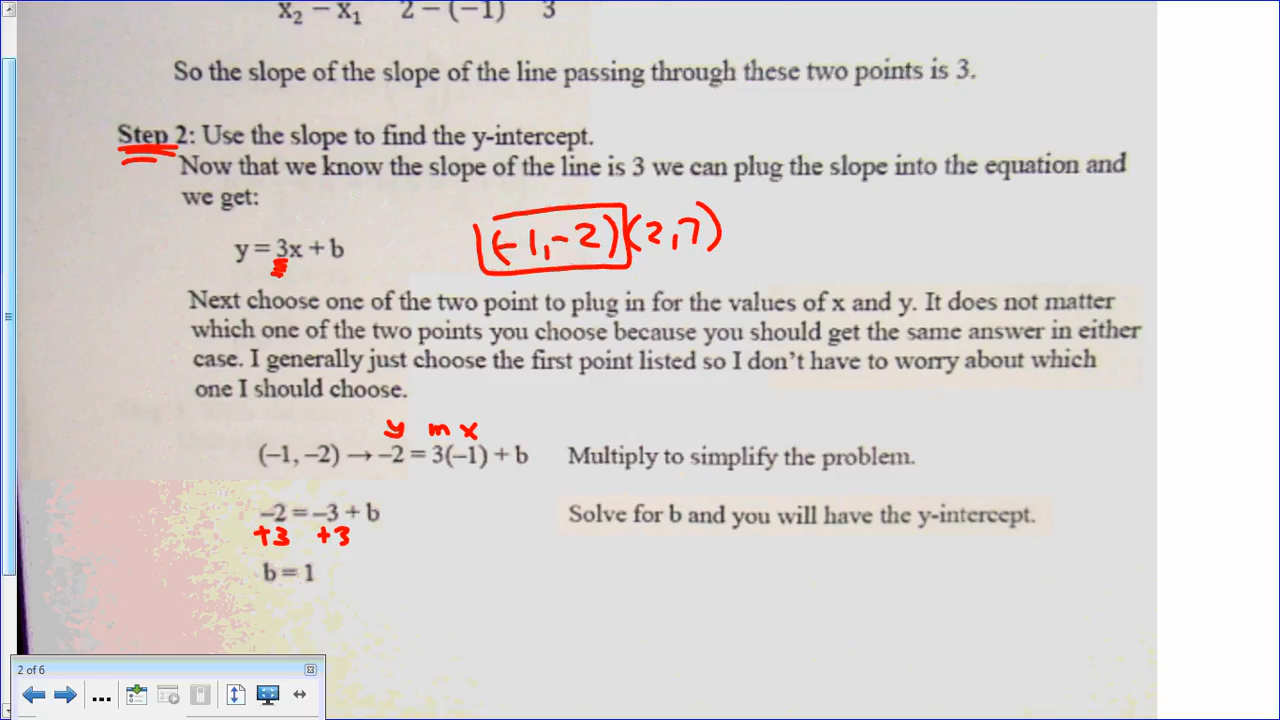 x₂ – x₁ 2 – (–1) 3
So the slope of the slope of the line passing through these two points is 3.
Step 2: Use the slope to find the y-intercept.
Now that we know the slope of the line is 3 we can plug the slope into the equation and
we get:
(-1,-2)(2,7)
y = 3x + b
Next choose one of the two point to plug in for the values of x and y. It does not matter
which one of the two points you choose because you should get the same answer in either
case. I generally just choose the first point listed so I don't have to worry about which
one I should choose.
y m x
(–1, –2) → –2 = 3(–1) + b Multiply to simplify the problem.
–2 = –3 + b Solve for b and you will have the y-intercept.
+3 +3
b = 1
2 of 6
...